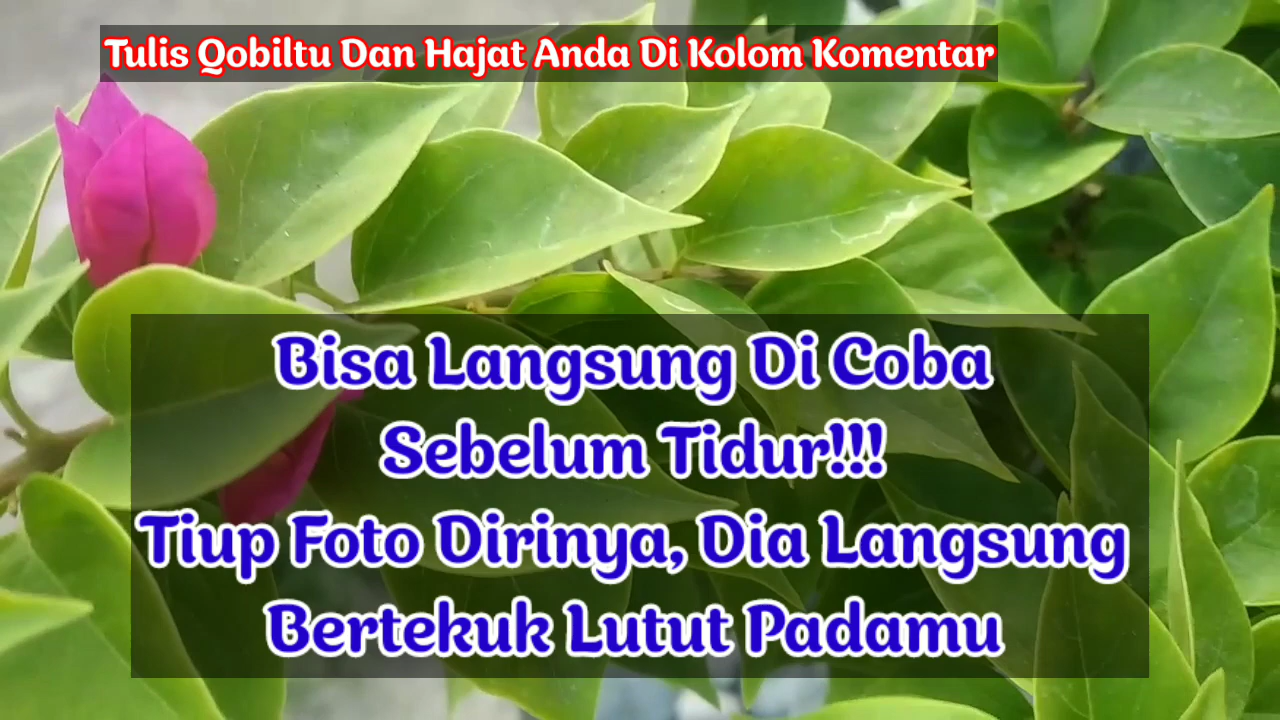 Tulis Qobiltu Dan Hajat Anda Di Kolom Komentar
Bisa Langsung Di Coba
Sebelum Tidur!!!
Tiup Foto Dirinya, Dia Langsung
Bertekuk Lutut Padamu